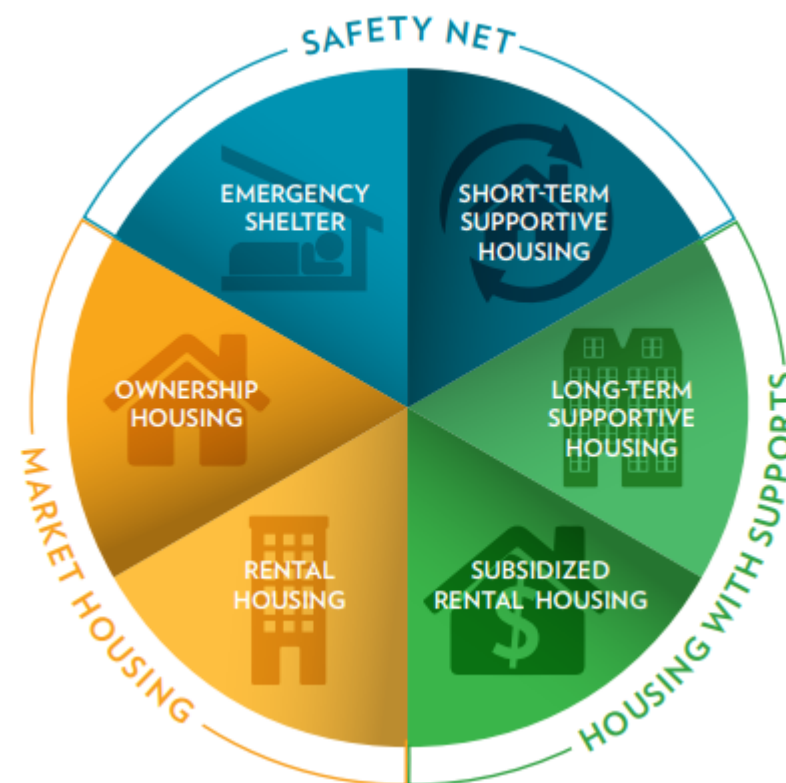 SAFETY NET
EMERGENCY
SHELTER
SHORT-TERM
SUPPORTIVE
HOUSING
OWNERSHIP
HOUSING
LONG-TERM
SUPPORTIVE
HOUSING
RENTAL
HOUSING
SUBSIDIZED
RENTAL HOUSING
$
MARKET HOUSING
HOUSING WITH SUPPORTS